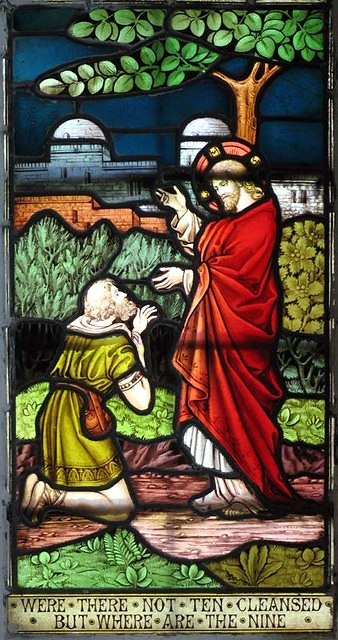 WERE • THERE • NOT • TEN • CLEANSED
BUT • WHERE • ARE • THE • NINE